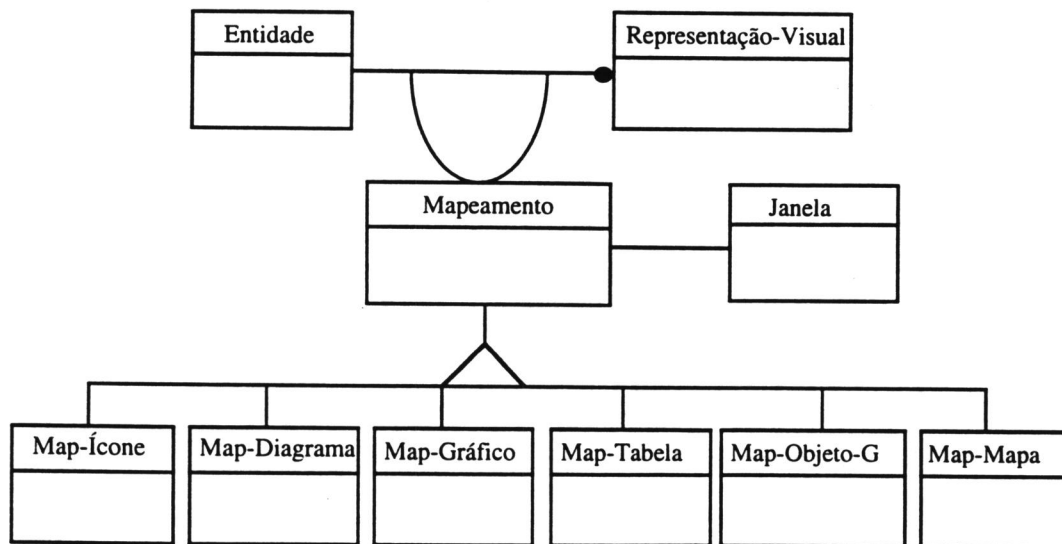 Entidade
Representação-Visual
Mapeamento
Janela
Map-Ícone
Map-Diagrama
Map-Gráfico
Map-Tabela
Map-Objeto-G
Map-Mapa